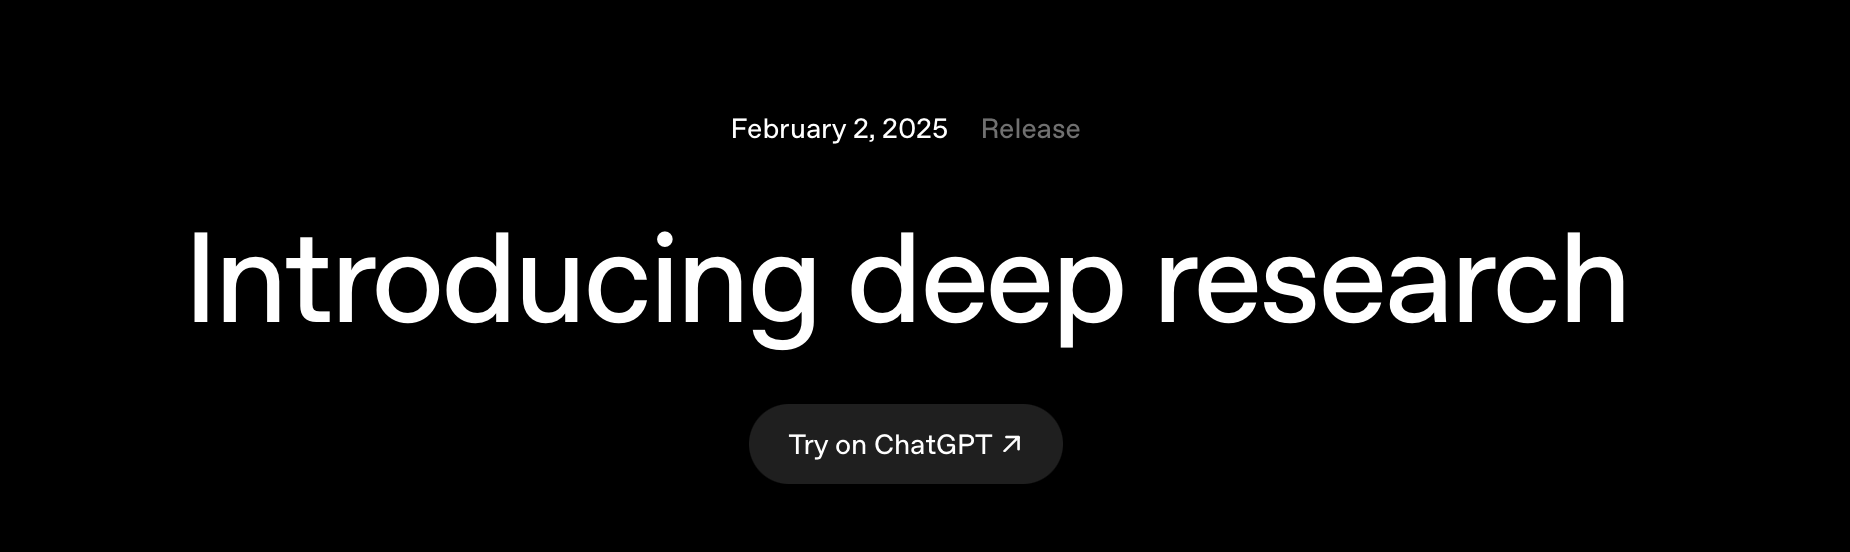 February 2, 2025 Release
Introducing deep research
Try on ChatGPT ↗